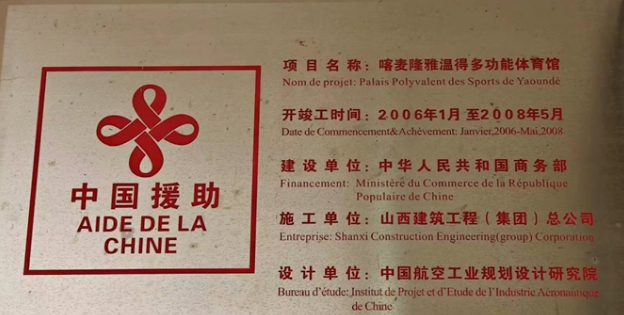 中国援助
AIDE DE LA
CHINE
项目名称：喀麦隆雅温得多功能体育馆
Nom de projet: Palais Polyvalent des Sports de Yaoundé
开竣工时间：2006年1月 至2008年5月
Date de Commencement&Achèvement: Janvier,2006-Mai,2008
建设单位：中华人民共和国商务部
Financement: Ministère du Commerce de la République
Populaire de Chine
施工单位：山西建筑工程（集团）总公司
Entreprise: Shanxi Construction Engineering(group) Corporation
设计单位：中国航空工业规划设计研究院
Bureau d'étude: Institut de Projet et d'Etude de l'Industrie Aéronautique
de Chine